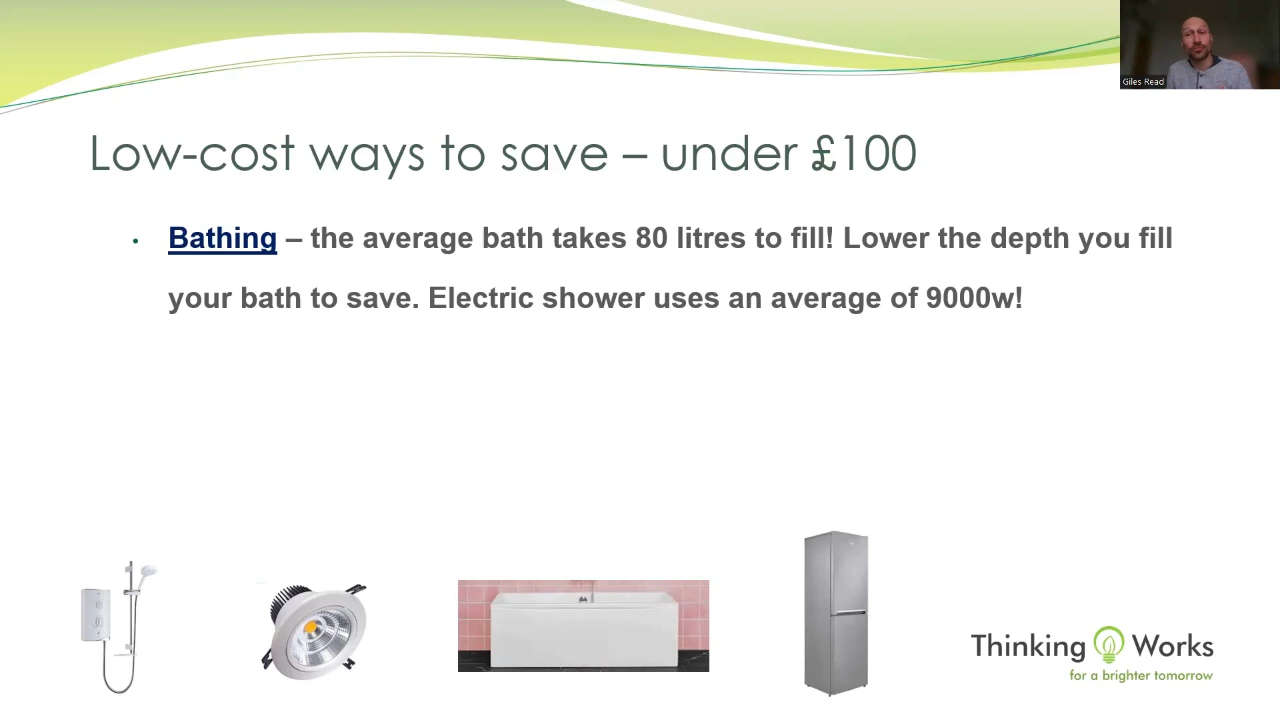 Giles Read
Low-cost ways to save – under £100
• Bathing – the average bath takes 80 litres to fill! Lower the depth you fill
your bath to save. Electric shower uses an average of 9000w!
Thinking Works
for a brighter tomorrow